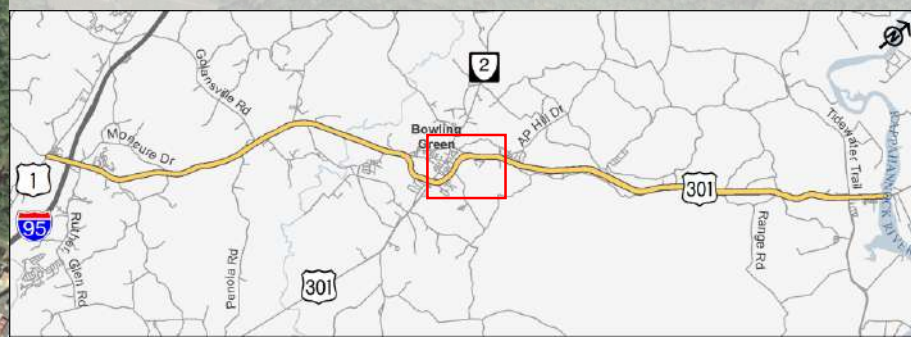 Golansville Rd
2
N
Bowling
Green
AP Hill Dr
Moncure Dr
Tidewater Trail
RAPPAHANNOCK RIVER
1
301
95
Ruther Glen Rd
Penola Rd
301
Range Rd